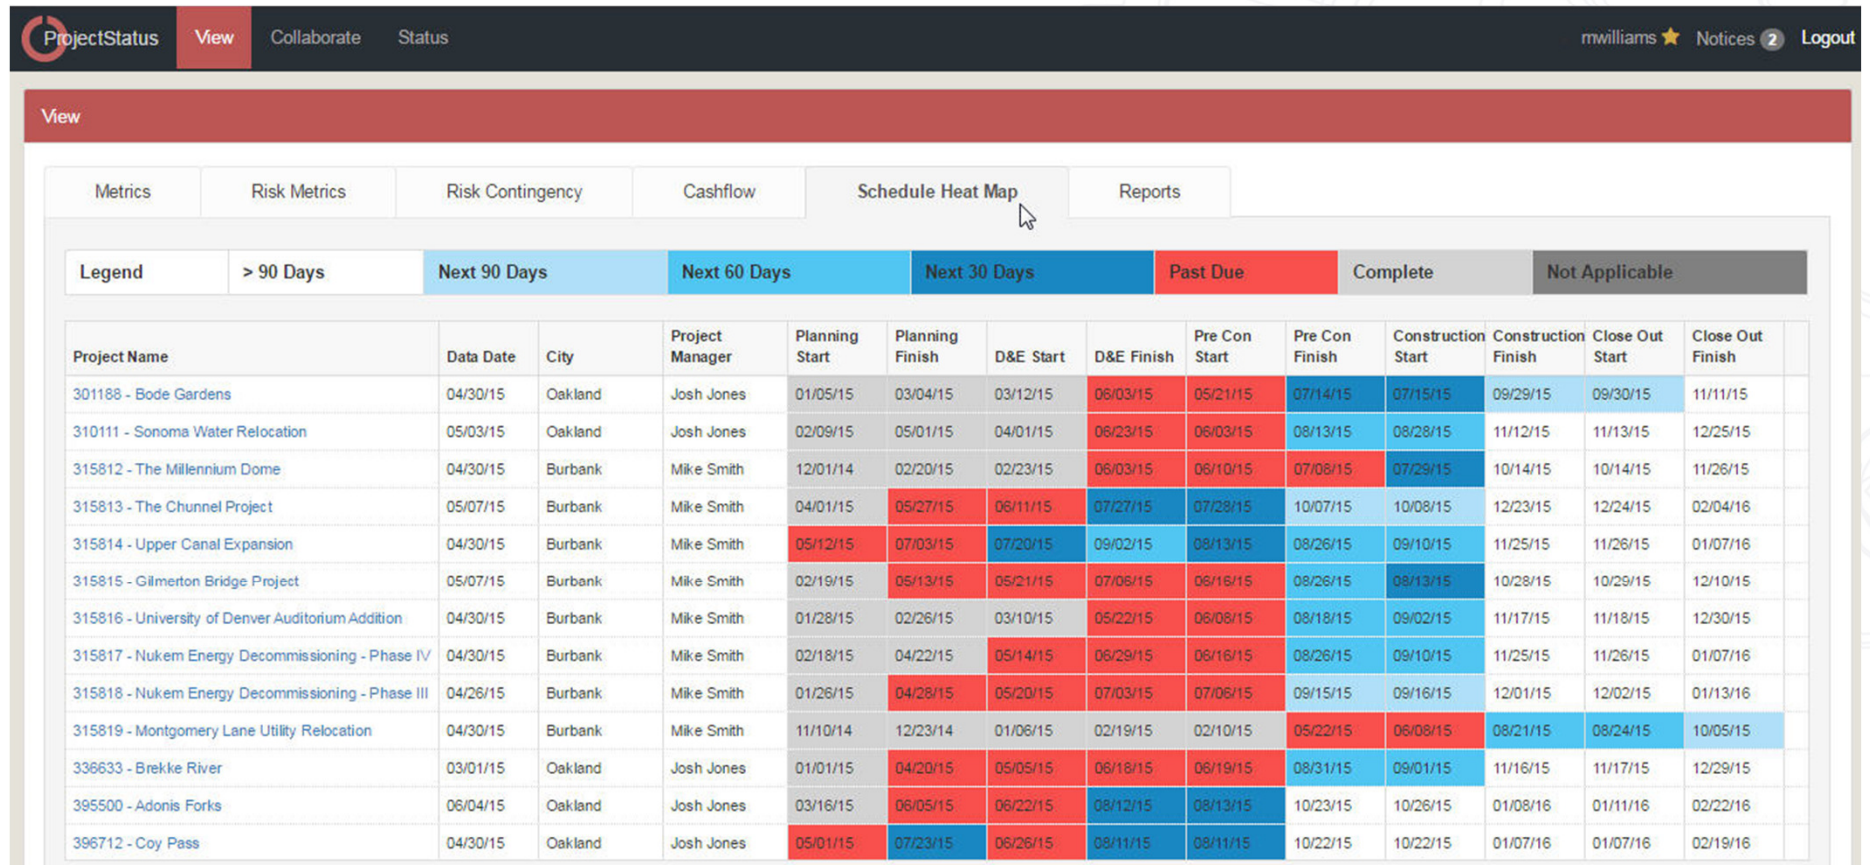 ProjectStatus View Collaborate Status mwilliams Notices 2 Logout
View
Metrics Risk Metrics Risk Contingency Cashflow Schedule Heat Map Reports
Legend > 90 Days Next 90 Days Next 60 Days Next 30 Days Past Due Complete Not Applicable
Project Name Data Date City Project Manager Planning Start Planning Finish D&E Start D&E Finish Pre Con Start Pre Con Finish Construction Start Construction Finish Close Out Start Close Out Finish
301188 - Bode Gardens 04/30/15 Oakland Josh Jones 01/05/15 03/04/15 03/12/15 06/03/15 05/21/15 07/14/15 07/15/15 09/29/15 09/30/15 11/11/15
310111 - Sonoma Water Relocation 05/03/15 Oakland Josh Jones 02/09/15 05/01/15 04/01/15 06/23/15 06/03/15 08/13/15 08/28/15 11/12/15 11/13/15 12/25/15
315812 - The Millennium Dome 04/30/15 Burbank Mike Smith 12/01/14 02/20/15 02/23/15 06/03/15 06/10/15 07/08/15 07/29/15 10/14/15 10/14/15 11/26/15
315813 - The Chunnel Project 05/07/15 Burbank Mike Smith 04/01/15 05/27/15 06/11/15 07/27/15 07/28/15 10/07/15 10/08/15 12/23/15 12/24/15 02/04/16
315814 - Upper Canal Expansion 04/30/15 Burbank Mike Smith 05/12/15 07/03/15 07/20/15 09/02/15 08/13/15 08/26/15 09/10/15 11/25/15 11/26/15 01/07/16
315815 - Gilmerton Bridge Project 05/07/15 Burbank Mike Smith 02/19/15 05/13/15 05/21/15 07/06/15 06/16/15 08/26/15 08/13/15 10/28/15 10/29/15 12/10/15
315816 - University of Denver Auditorium Addition 04/30/15 Burbank Mike Smith 01/28/15 02/26/15 03/10/15 05/22/15 06/08/15 08/18/15 09/02/15 11/17/15 11/18/15 12/30/15
315817 - Nukem Energy Decommissioning - Phase IV 04/30/15 Burbank Mike Smith 02/18/15 04/22/15 05/14/15 06/29/15 06/16/15 08/26/15 09/10/15 11/25/15 11/26/15 01/07/16
315818 - Nukem Energy Decommissioning - Phase III 04/26/15 Burbank Mike Smith 01/26/15 04/28/15 05/20/15 07/03/15 07/06/15 09/15/15 09/16/15 12/01/15 12/02/15 01/13/16
315819 - Montgomery Lane Utility Relocation 04/30/15 Burbank Mike Smith 11/10/14 12/23/14 01/06/15 02/19/15 02/10/15 05/22/15 06/08/15 08/21/15 08/24/15 10/05/15
336633 - Brekke River 03/01/15 Oakland Josh Jones 01/01/15 04/20/15 05/05/15 06/18/15 06/19/15 08/31/15 09/01/15 11/16/15 11/17/15 12/29/15
395500 - Adonis Forks 06/04/15 Oakland Josh Jones 03/16/15 06/05/15 06/22/15 08/12/15 08/13/15 10/23/15 10/26/15 01/08/16 01/11/16 02/22/16
396712 - Coy Pass 04/30/15 Oakland Josh Jones 05/01/15 07/23/15 06/26/15 08/11/15 08/11/15 10/22/15 10/22/15 01/07/16 01/07/16 02/19/16